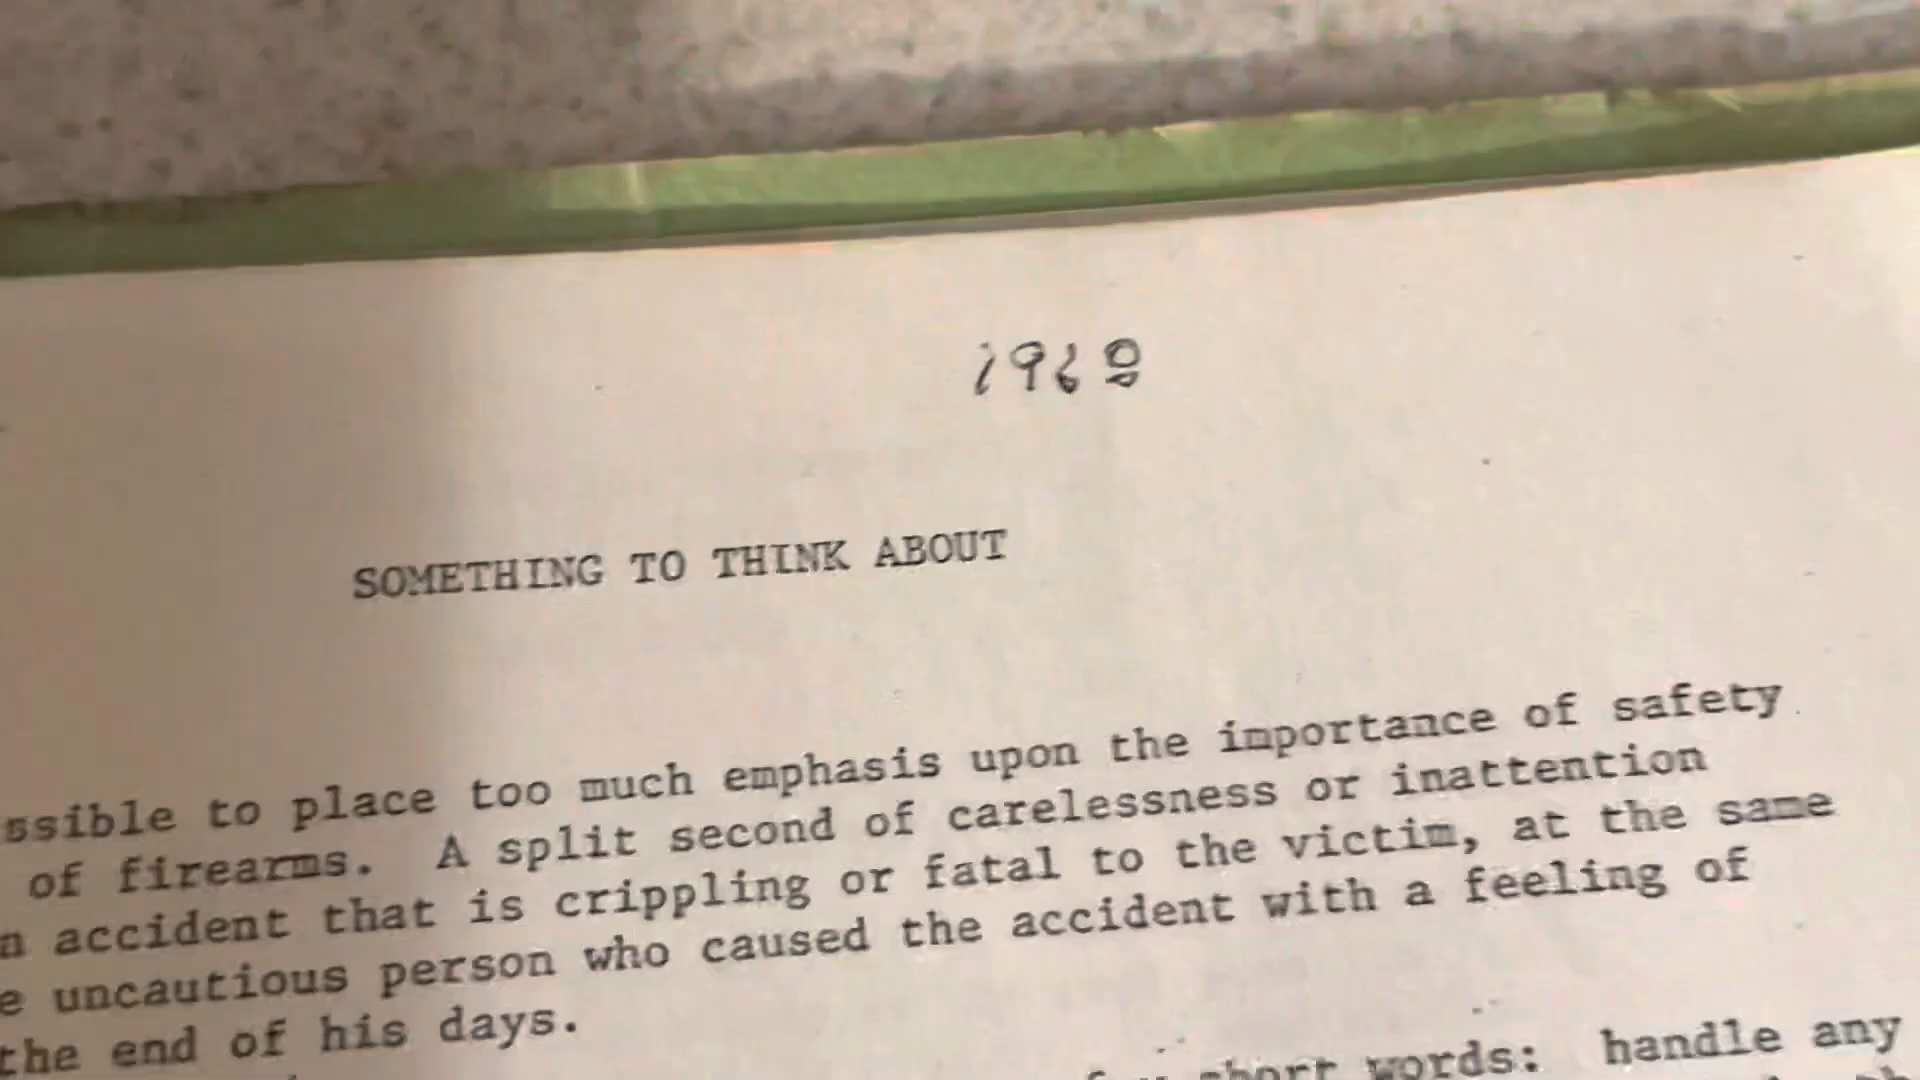 1968
SOMETHING TO THINK ABOUT
ssible to place too much emphasis upon the importance of safety
of firearms. A split second of carelessness or inattention
n accident that is crippling or fatal to the victim, at the same
e uncautious person who caused the accident with a feeling of
the end of his days.
short words: handle any